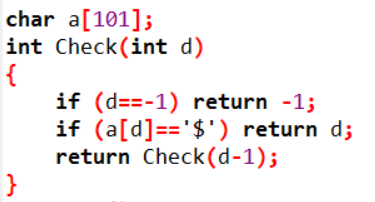 char a[101];
int Check(int d)
{
    if (d==-1) return -1;
    if (a[d]=='$') return d;
    return Check(d-1);
}